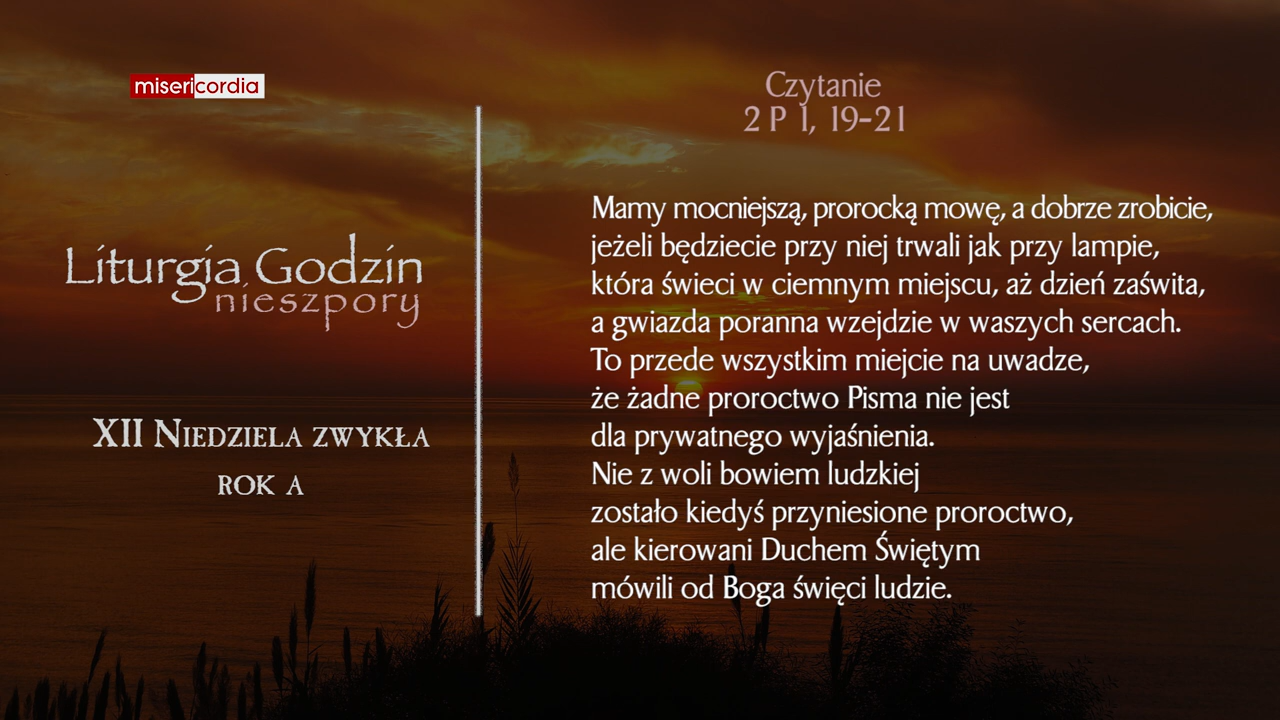 misericordia
Liturgia Godzin
nieszpory
XII Niedziela zwykła
rok A
Czytanie
2 P 1, 19-21
Mamy mocniejszą, prorocką mowę, a dobrze zrobicie,
jeżeli będziecie przy niej trwali jak przy lampie,
która świeci w ciemnym miejscu, aż dzień zaświta,
a gwiazda poranna wzejdzie w waszych sercach.
To przede wszystkim miejcie na uwadze,
że żadne proroctwo Pisma nie jest
dla prywatnego wyjaśnienia.
Nie z woli bowiem ludzkiej
zostało kiedyś przyniesione proroctwo,
ale kierowani Duchem Świętym
mówili od Boga święci ludzie.